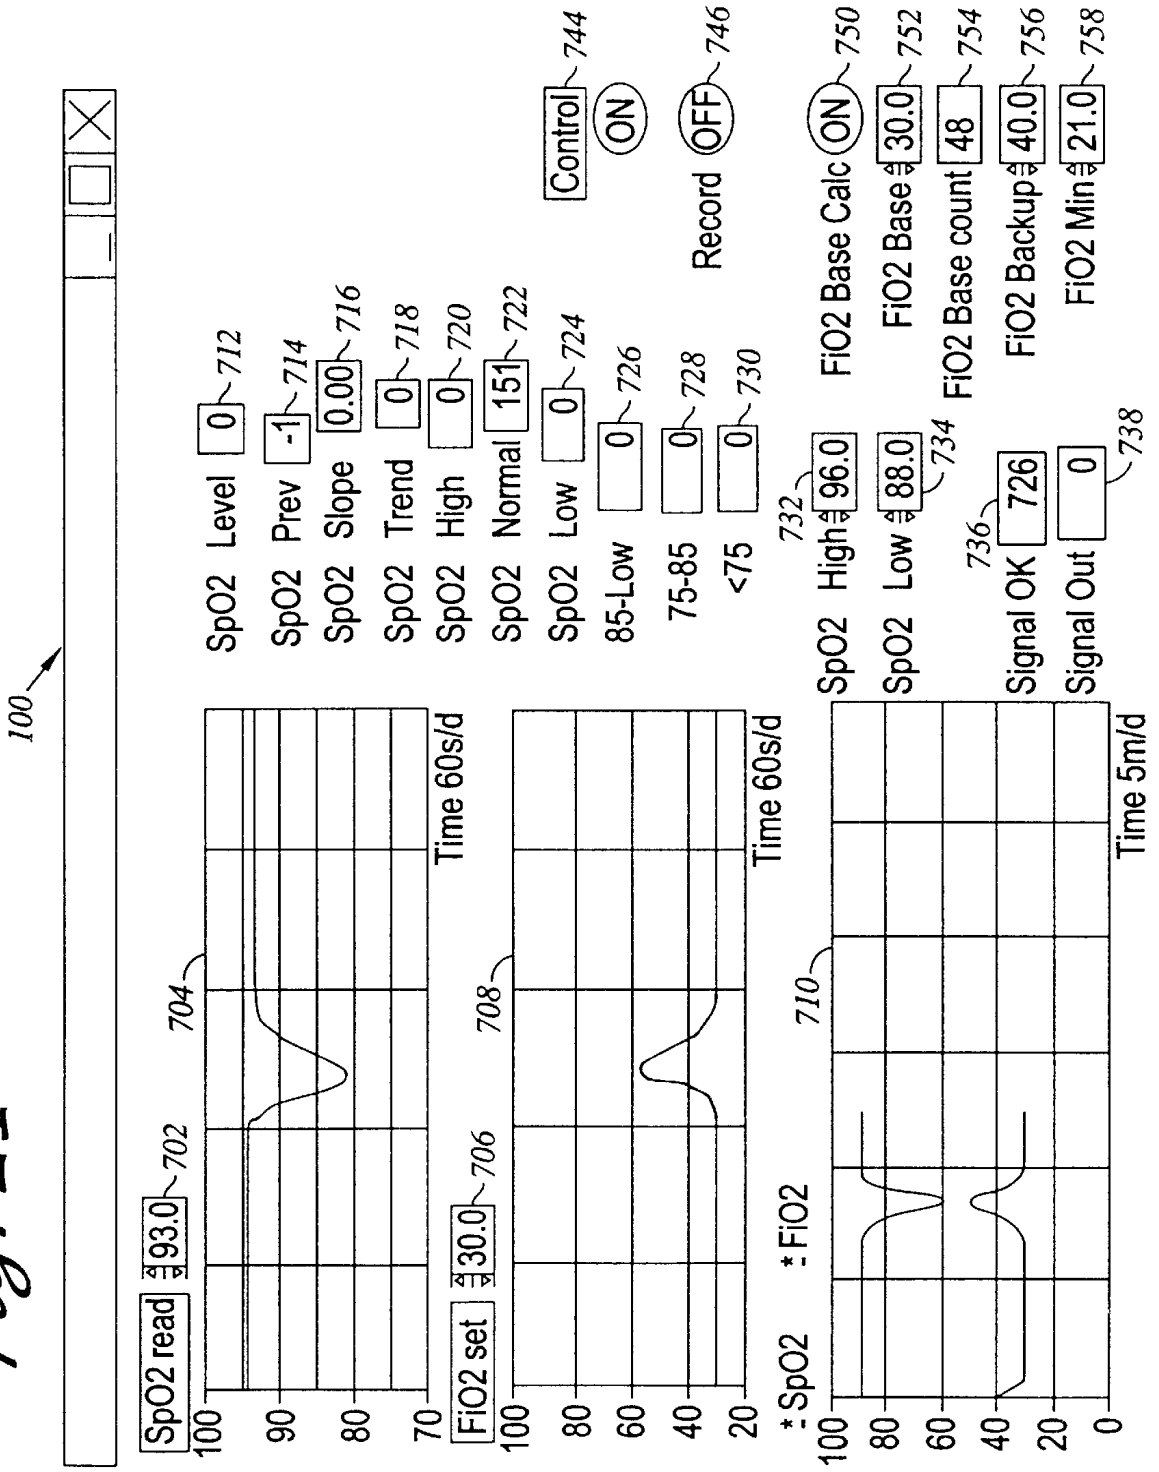 100
SpO2 read 93.0 702
704
100
90
80
70
Time 60s/d
FiO2 set 30.0 706
708
100
80
60
40
20
Time 60s/d
* SpO2 * FiO2
710
100
80
60
40
20
0
Time 5m/d
SpO2 Level 0 712
SpO2 Prev -1 714
SpO2 Slope 0.00 716
SpO2 Trend 0 718
SpO2 High 0 720
SpO2 Normal 151 722
SpO2 Low 0 724
85-Low 0 726
75-85 0 728
<75 0 730
Control 744
ON
Record OFF 746
SpO2 High 96.0 732
SpO2 Low 88.0 734
Signal OK 726 736
Signal Out 0 738
FiO2 Base Calc ON 750
FiO2 Base 30.0 752
FiO2 Base count 48 754
FiO2 Backup 40.0 756
FiO2 Min 21.0 758